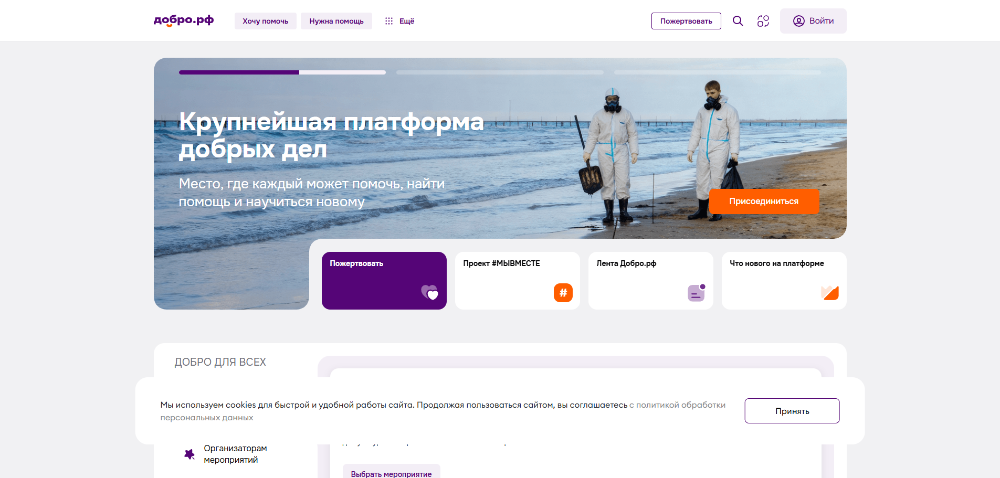 добро.рф
Хочу помочь
Нужна помощь
Ещё
Пожертвовать
Войти
Крупнейшая платформа
добрых дел
Место, где каждый может помочь, найти
помощь и научиться новому
Присоединиться
Пожертвовать
Проект #МЫВМЕСТЕ
Лента Добро.рф
Что нового на платформе
#
ДОБРО ДЛЯ ВСЕХ
Мы используем cookies для быстрой и удобной работы сайта. Продолжая пользоваться сайтом, вы соглашаетесь с политикой обработки
персональных данных
Принять
Организаторам
мероприятий
Выбрать мероприятие